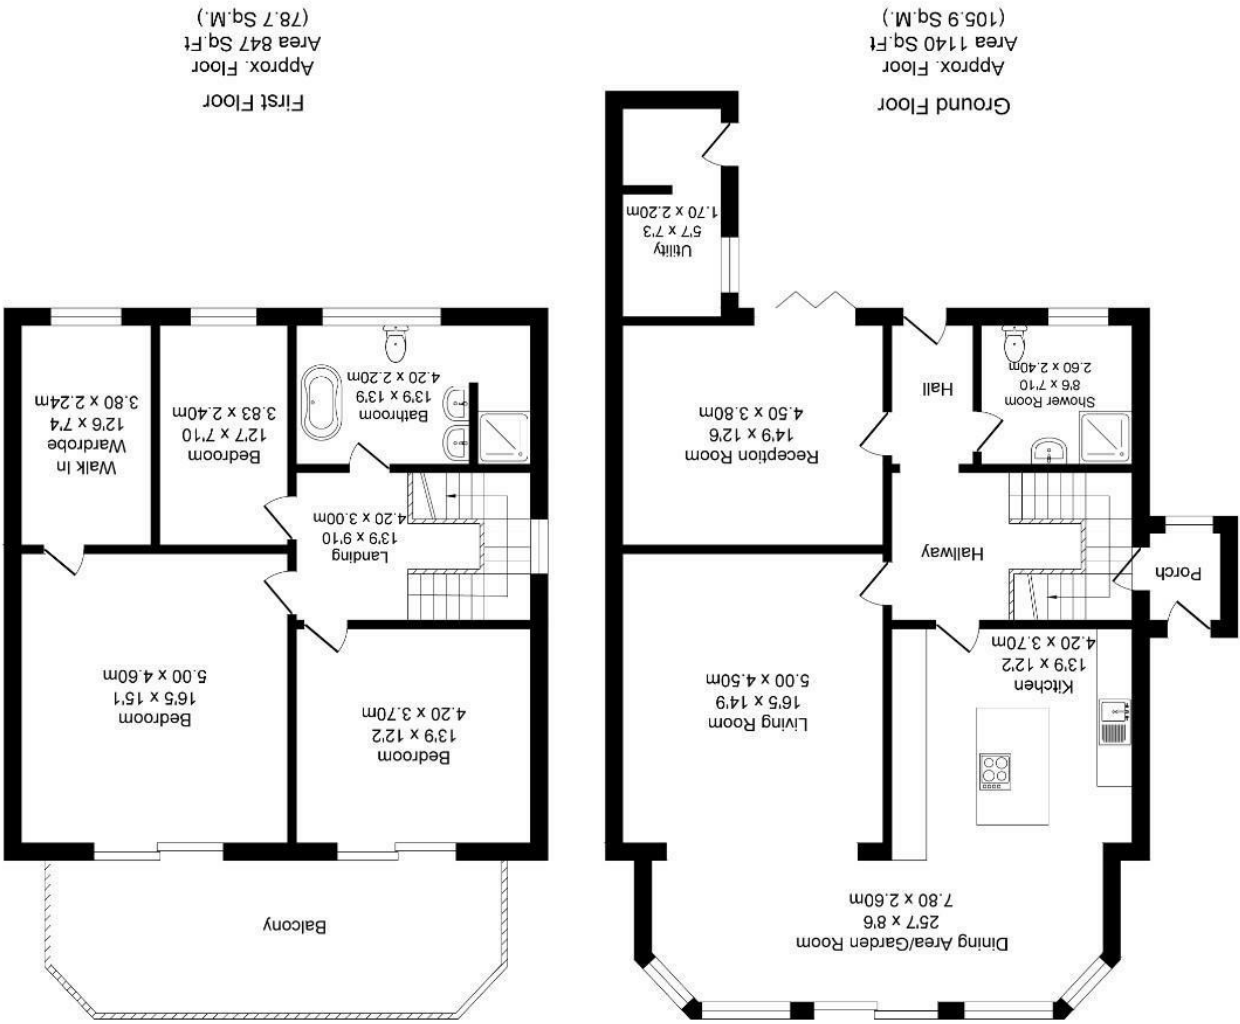 Dining Area/Garden Room
25'7 x 8'6
7.80 x 2.60m
Kitchen
13'9 x 12'2
4.20 x 3.70m
Living Room
16'5 x 14'9
5.00 x 4.50m
Porch
Hallway
Reception Room
14'9 x 12'6
4.50 x 3.80m
Hall
Shower Room
8'6 x 7'10
2.60 x 2.40m
Utility
5'7 x 7'3
1.70 x 2.20m
Ground Floor
Approx. Floor
Area 1140 Sq.Ft
(105.9 Sq.M.)
Balcony
Bedroom
13'9 x 12'2
4.20 x 3.70m
Bedroom
16'5 x 15'1
5.00 x 4.60m
Landing
13'9 x 9'10
4.20 x 3.00m
Bathroom
13'9 x 13'9
4.20 x 2.20m
Bedroom
12'7 x 7'10
3.83 x 2.40m
Walk In
Wardrobe
12'6 x 7'4
3.80 x 2.24m
First Floor
Approx. Floor
Area 847 Sq.Ft
(78.7 Sq.M.)